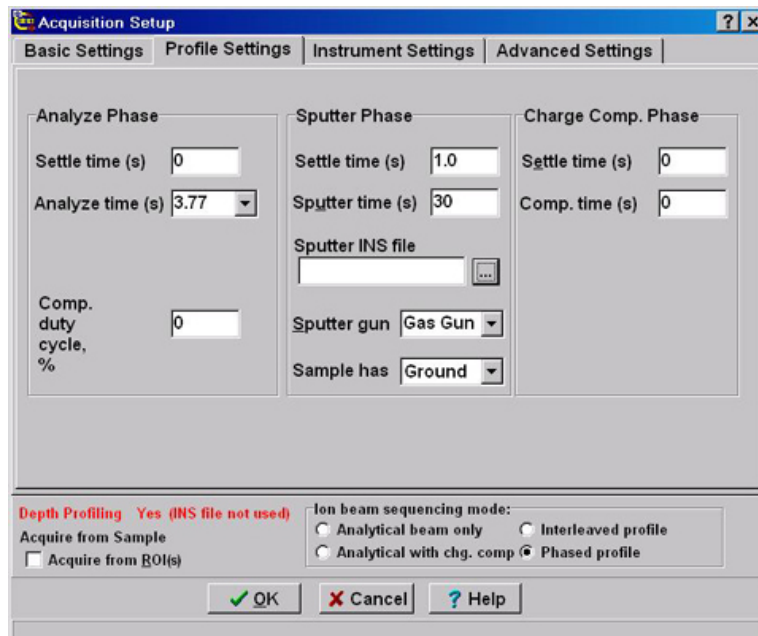 Acquisition Setup
Basic Settings
Profile Settings
Instrument Settings
Advanced Settings
Analyze Phase
Settle time (s) 0
Analyze time (s) 3.77
Comp.
duty
cycle,
%
0
Sputter Phase
Settle time (s) 1.0
Sputter time (s) 30
Sputter INS file
...
Sputter gun Gas Gun
Sample has Ground
Charge Comp. Phase
Settle time (s) 0
Comp. time (s) 0
Depth Profiling Yes (INS file not used)
Acquire from Sample
Acquire from ROI(s)
Ion beam sequencing mode:
Analytical beam only
Interleaved profile
Analytical with chg. comp
Phased profile
OK
Cancel
? Help